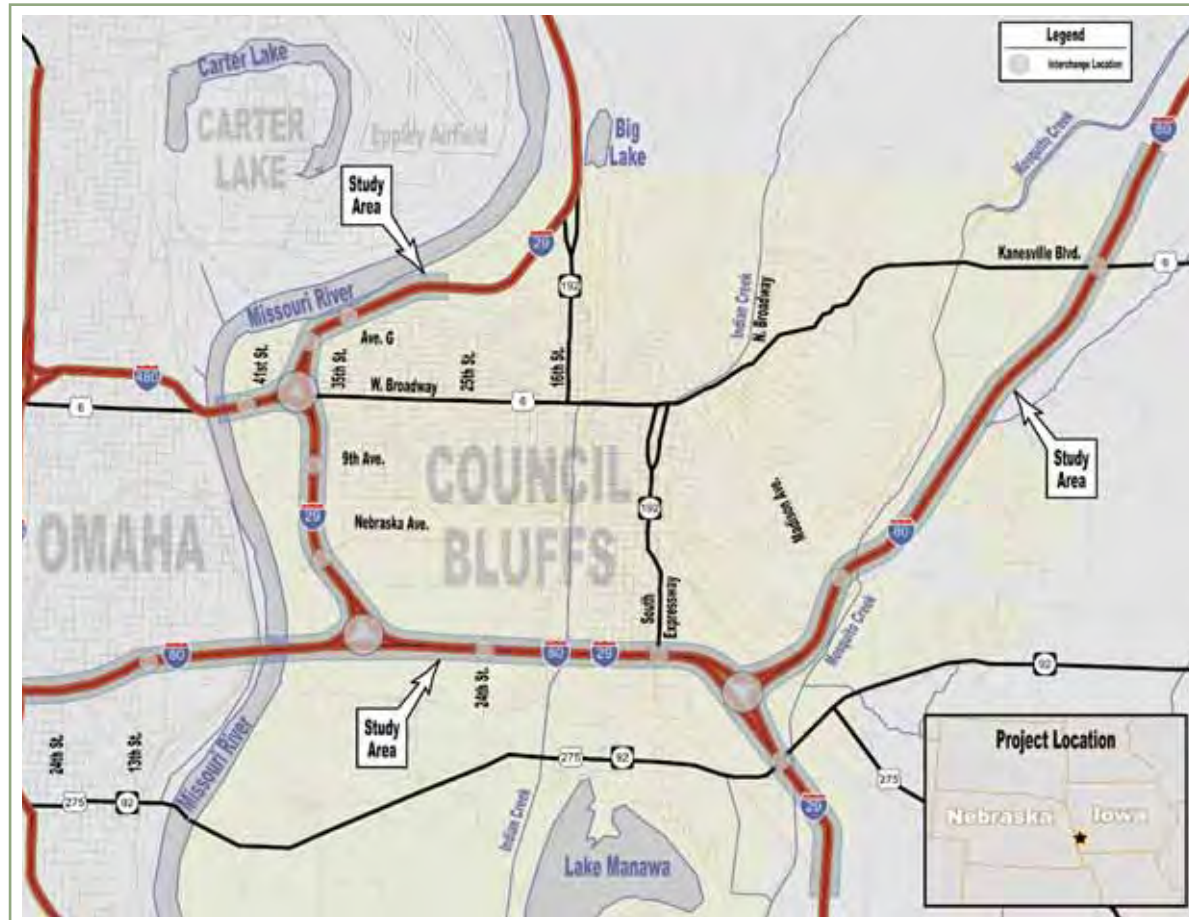 Legend
Interchange Location
Carter Lake
CARTER
LAKE
Eppley Airfield
Big
Lake
Mosquito Creek
80
Study
Area
29
Kanesville Blvd.
6
192
Indian Creek
N. Broadway
Missouri River
Ave. G
41st St.
35th St.
25th St.
16th St.
W. Broadway
480
6
6
9th Ave.
COUNCIL
BLUFFS
192
Madison Ave.
Study
Area
OMAHA
29
Nebraska Ave.
80
South
Expressway
Mosquito Creek
80
24th St.
80
29
92
Study
Area
Missouri River
24th St.
13th St.
275
92
275
92
275
29
Indian Creek
Lake Manawa
Project Location
Nebraska
Iowa